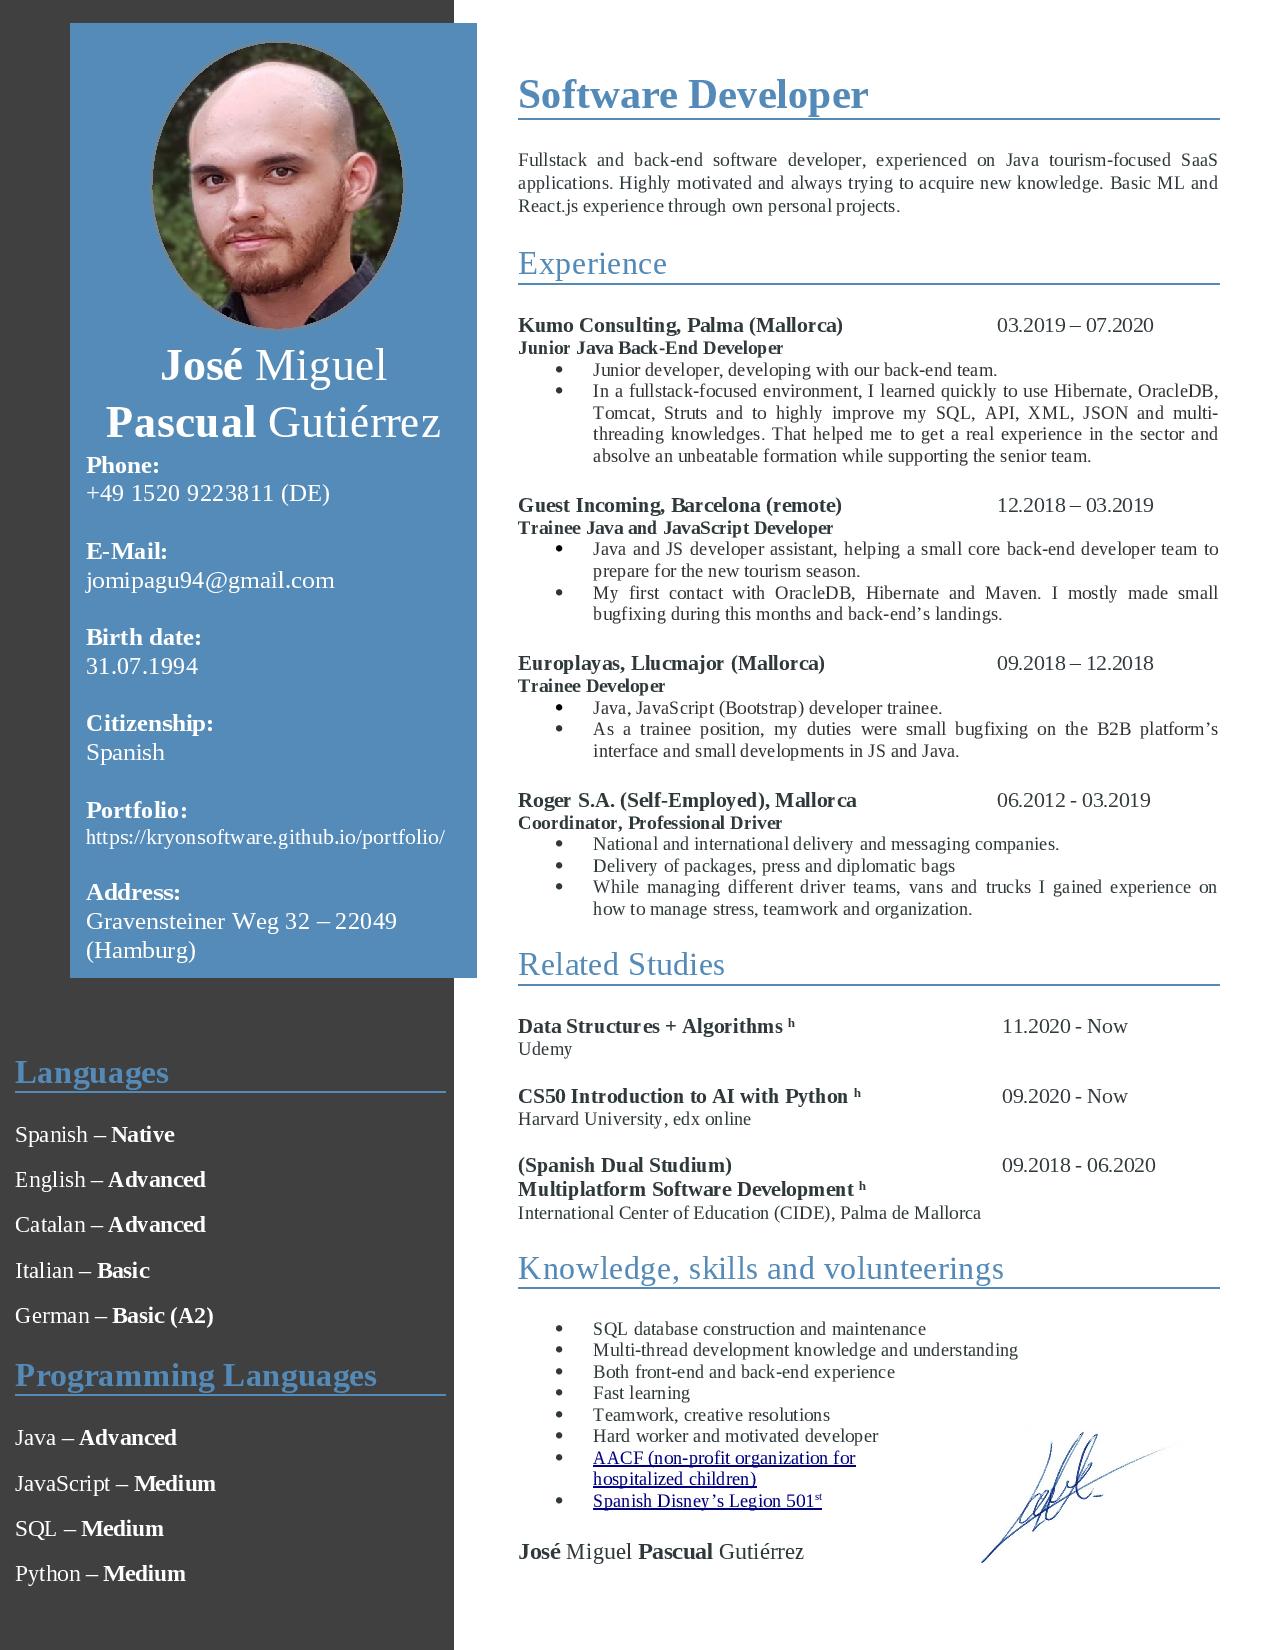 José Miguel
Pascual Gutiérrez
Phone:
+49 1520 9223811 (DE)
E-Mail:
jomipagu94@gmail.com
Birth date:
31.07.1994
Citizenship:
Spanish
Portfolio:
https://kryonsoftware.github.io/portfolio/
Address:
Gravensteiner Weg 32 – 22049
(Hamburg)
Languages
Spanish – Native
English – Advanced
Catalan – Advanced
Italian – Basic
German – Basic (A2)
Programming Languages
Java – Advanced
JavaScript – Medium
SQL – Medium
Python – Medium
Software Developer
Fullstack and back-end software developer, experienced on Java tourism-focused SaaS
applications. Highly motivated and always trying to acquire new knowledge. Basic ML and
React.js experience through own personal projects.
Experience
Kumo Consulting, Palma (Mallorca) 03.2019 – 07.2020
Junior Java Back-End Developer
• Junior developer, developing with our back-end team.
• In a fullstack-focused environment, I learned quickly to use Hibernate, OracleDB,
Tomcat, Struts and to highly improve my SQL, API, XML, JSON and multi-
threading knowledges. That helped me to get a real experience in the sector and
absolve an unbeatable formation while supporting the senior team.
Guest Incoming, Barcelona (remote) 12.2018 – 03.2019
Trainee Java and JavaScript Developer
• Java and JS developer assistant, helping a small core back-end developer team to
prepare for the new tourism season.
• My first contact with OracleDB, Hibernate and Maven. I mostly made small
bugfixing during this months and back-end’s landings.
Europlayas, Llucmajor (Mallorca) 09.2018 – 12.2018
Trainee Developer
• Java, JavaScript (Bootstrap) developer trainee.
• As a trainee position, my duties were small bugfixing on the B2B platform’s
interface and small developments in JS and Java.
Roger S.A. (Self-Employed), Mallorca 06.2012 - 03.2019
Coordinator, Professional Driver
• National and international delivery and messaging companies.
• Delivery of packages, press and diplomatic bags
• While managing different driver teams, vans and trucks I gained experience on
how to manage stress, teamwork and organization.
Related Studies
Data Structures + Algorithms h 11.2020 - Now
Udemy
CS50 Introduction to AI with Python h 09.2020 - Now
Harvard University, edx online
(Spanish Dual Studium) 09.2018 - 06.2020
Multiplatform Software Development h
International Center of Education (CIDE), Palma de Mallorca
Knowledge, skills and volunteerings
• SQL database construction and maintenance
• Multi-thread development knowledge and understanding
• Both front-end and back-end experience
• Fast learning
• Teamwork, creative resolutions
• Hard worker and motivated developer
• AACF (non-profit organization for
hospitalized children)
• Spanish Disney’s Legion 501st
José Miguel Pascual Gutiérrez